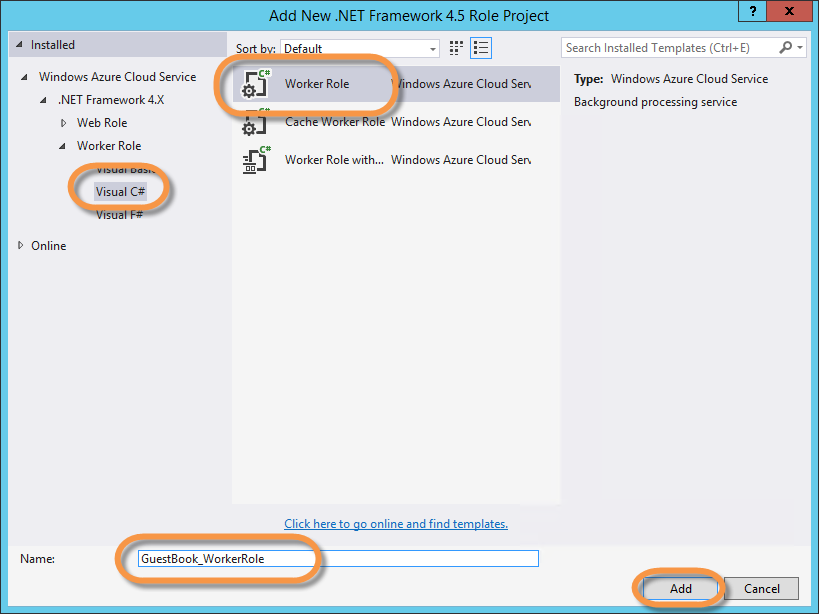 Add New .NET Framework 4.5 Role Project
?
x
Installed
Sort by: Default
Search Installed Templates (Ctrl+E)
Windows Azure Cloud Service
.NET Framework 4.X
Web Role
Worker Role
Visual Basic
Visual C#
Visual F#
Online
C# Worker Role Windows Azure Cloud Serv
C# Cache Worker Role Windows Azure Cloud Serv
C# Worker Role with... Windows Azure Cloud Serv
Type: Windows Azure Cloud Service
Background processing service
Click here to go online and find templates.
Name: GuestBook_WorkerRole
Add Cancel